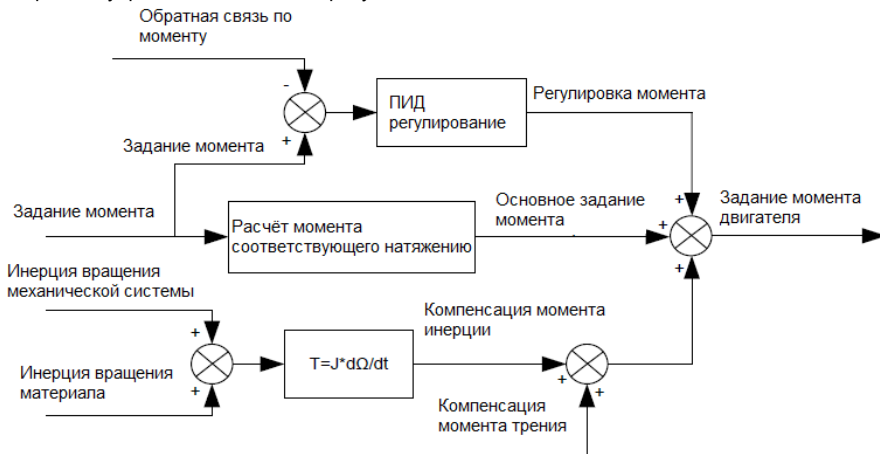 Обратная связь по
моменту
-
ПИД
регулирование
Регулировка момента
+
Задание момента
Задание момента
Расчёт момента
соответствующего натяжению
Основное задание
момента
+
+
Задание момента
двигателя
+
Инерция вращения
механической системы
+
Инерция вращения
материала
+
T=J*dΩ/dt
Компенсация момента
инерции
+
+
Компенсация
момента трения